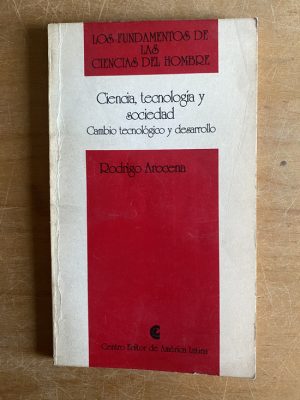 LOS FUNDAMENTOS DE
LAS
CIENCIAS DEL HOMBRE
Ciencia, tecnología y
sociedad
Cambio tecnológico y desarrollo
Rodrigo Arocena
Centro Editor de América Latina